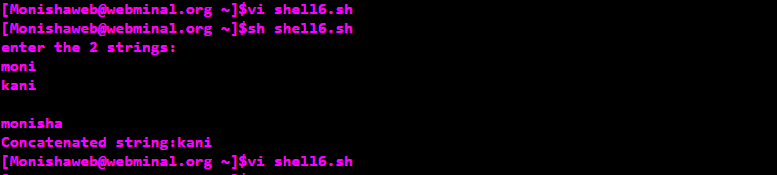 [Monishaweb@webminal.org ~]$vi shell6.sh
[Monishaweb@webminal.org ~]$sh shell6.sh
enter the 2 strings:
moni
kani
monisha
Concatenated string:kani
[Monishaweb@webminal.org ~]$vi shell6.sh